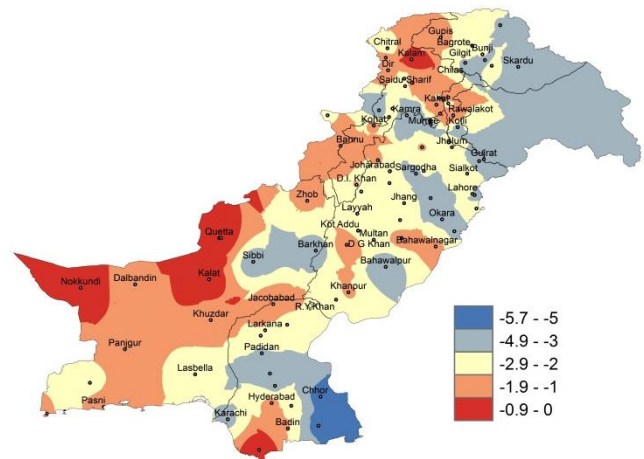 Gupis
Chitral
Bagrote
Gilgit
Bunji
Kalam
Dir
Chilas
Skardu
Saidu Sharif
Kakul
Kamra
Rawalakot
Murree
Kotli
Kohat
Bannu
Jhelum
Joharabad
Gujrat
Sargodha
Sialkot
D.I. Khan
Zhob
Lahore
Jhang
Layyah
Okara
Quetta
Kot Addu
Multan
Bahawalnagar
Barkhan
D G Khan
Sibbi
Bahawalpur
Kalat
Nokkundi
Dalbandin
Khanpur
Jacobabad
R.Y.Khan
Khuzdar
Larkana
Panjgur
Padidan
Lasbella
Chhor
Hyderabad
Pasni
Karachi
Badin
-5.7 - -5
-4.9 - -3
-2.9 - -2
-1.9 - -1
-0.9 - 0